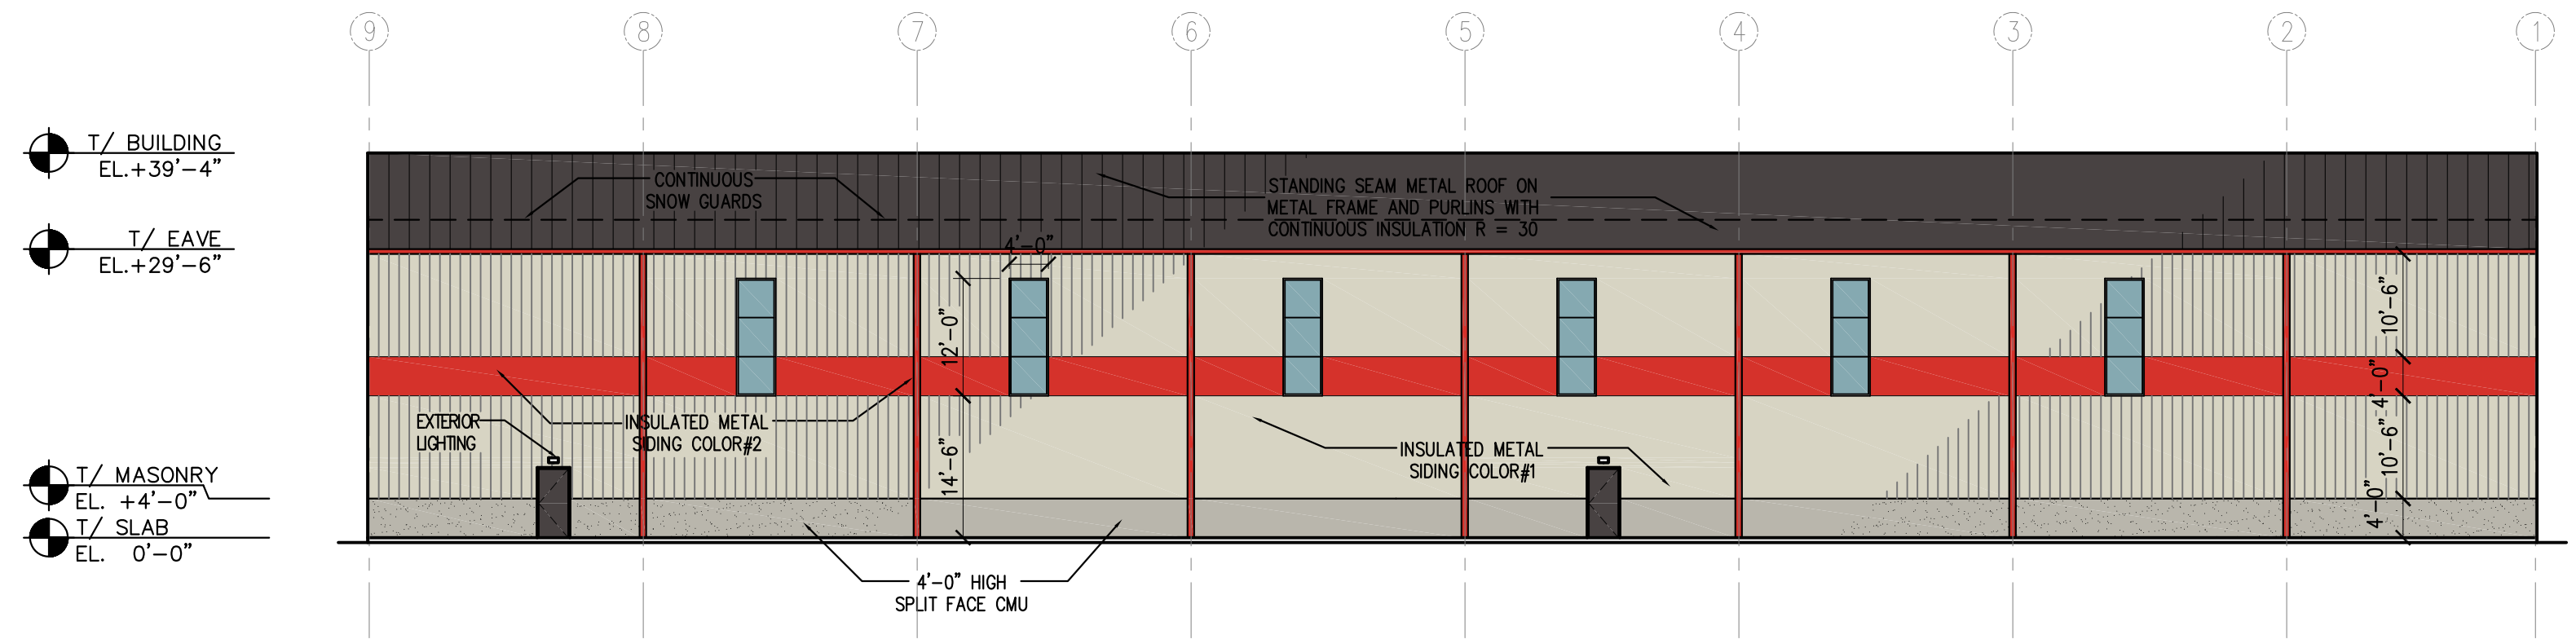 9 8 7 6 5 4 3 2 1
T/ BUILDING
EL.+39'-4"
T/ EAVE
EL.+29'-6"
T/ MASONRY
EL. +4'-0"
T/ SLAB
EL. 0'-0"
CONTINUOUS
SNOW GUARDS
STANDING SEAM METAL ROOF ON
METAL FRAME AND PURLINS WITH
CONTINUOUS INSULATION R = 30
4'-0"
12'-0"
14'-6"
EXTERIOR
LIGHTING
INSULATED METAL
SIDING COLOR#2
INSULATED METAL
SIDING COLOR#1
10'-6"
4'-0"
10'-6"
4'-0"
4'-0" HIGH
SPLIT FACE CMU